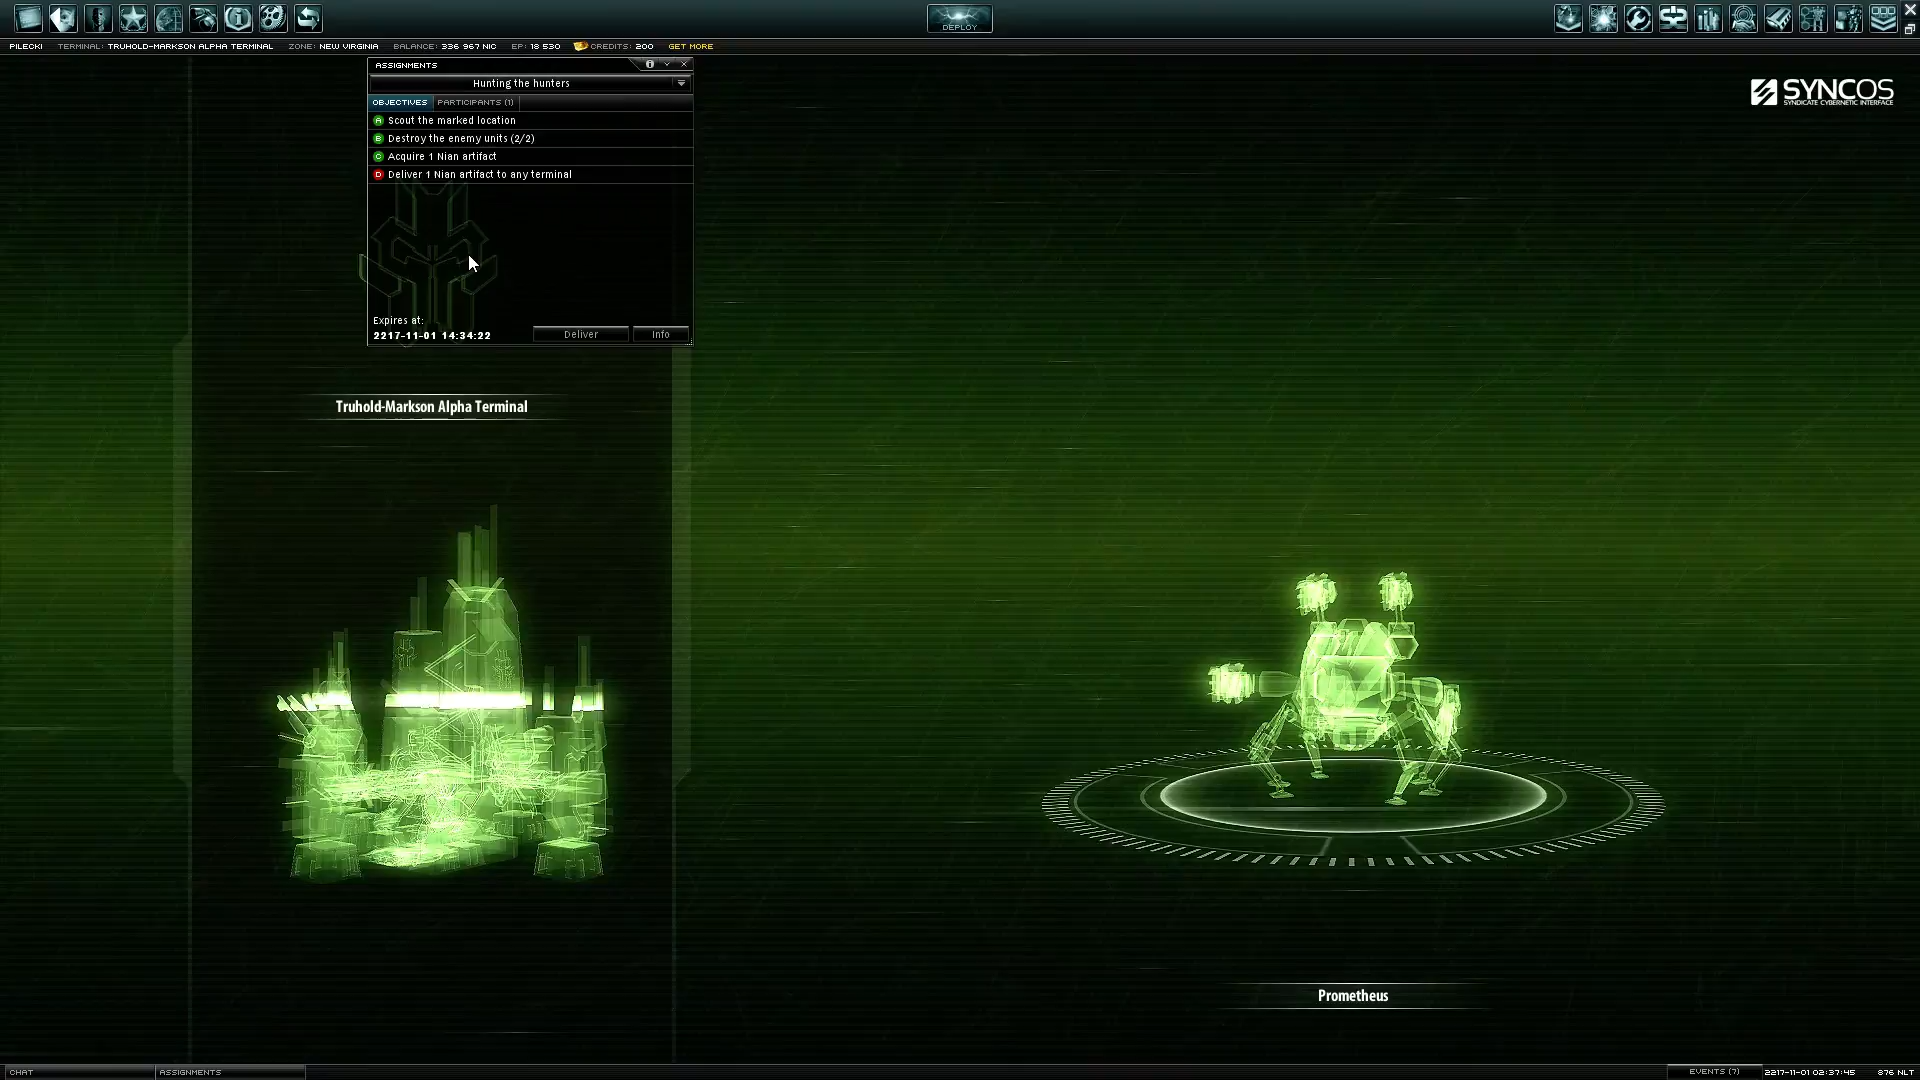 DEPLOY
PILECKI TERMINAL: TRUHOLD-MARKSON ALPHA TERMINAL ZONE: NEW VIRGINIA BALANCE: 336 967 NIC EP: 18 530 CREDITS: 200 GET MORE
ASSIGNMENTS
Hunting the hunters
OBJECTIVES PARTICIPANTS (1)
A Scout the marked location
B Destroy the enemy units (2/2)
C Acquire 1 Nian artifact
D Deliver 1 Nian artifact to any terminal
Expires at:
2217-11-01 14:34:22
Deliver Info
SYNCOS
SYNDICATE CYBERNETIC INTERFACE
Truhold-Markson Alpha Terminal
Prometheus
CHAT ASSIGNMENTS EVENTS (7) 2217-11-01 02:37:45 876 NLT